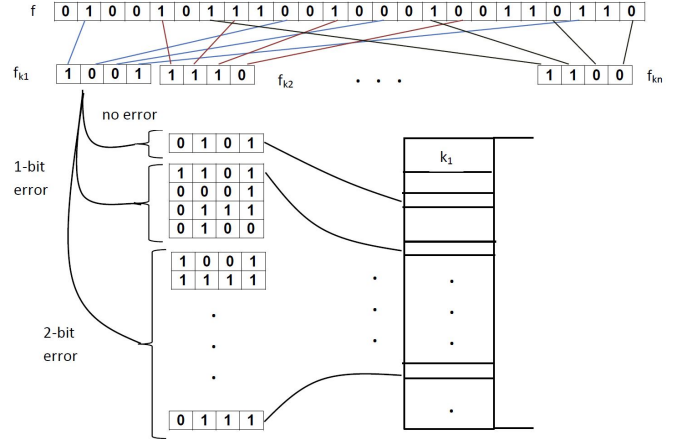 f 0 1 0 0 1 0 1 1 1 0 0 1 0 0 0 1 0 0 1 1 0 1 1 0
fk1 1 0 0 1 1 1 1 0 fk2 . . . 1 1 0 0 fkn
no error
0 1 0 1
k1
1-bit
error
1 1 0 1
0 0 0 1
0 1 1 1
0 1 0 0
1 0 0 1
1 1 1 1
2-bit
error
0 1 1 1